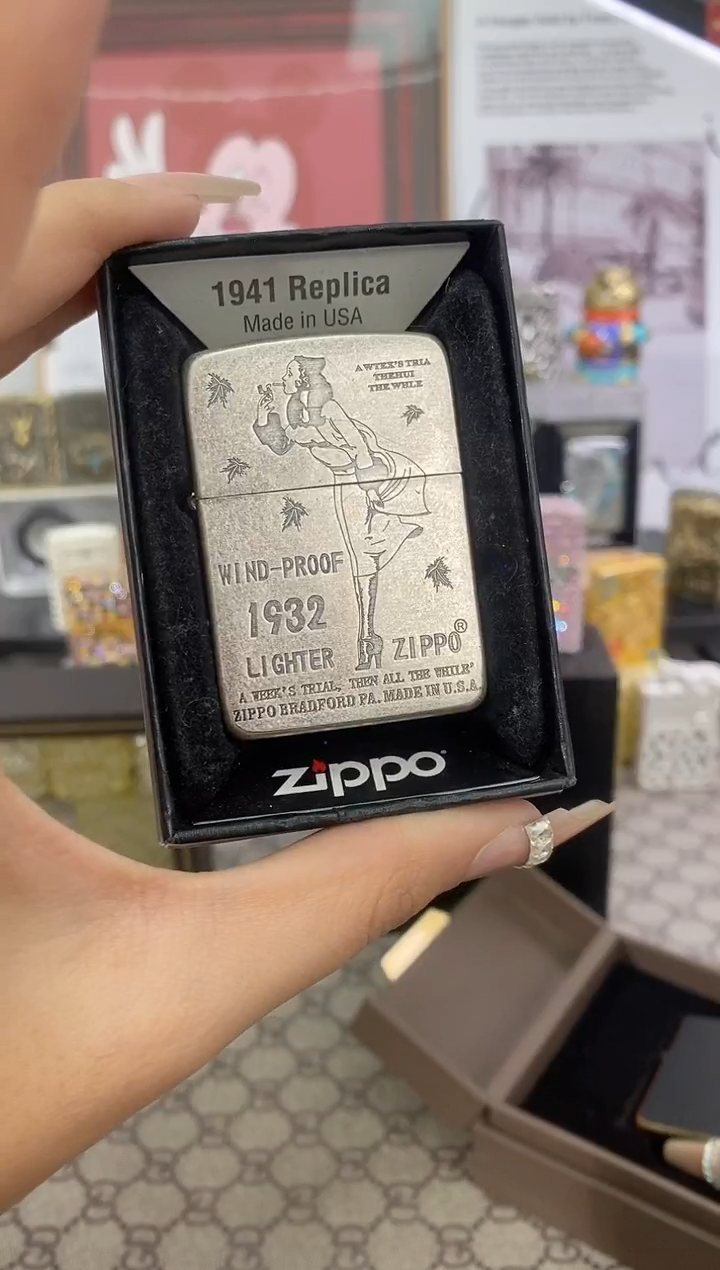 1941 Replica
Made in USA
A WTEK'S TRIA
THEHUI
THE WHLE
WIND-PROOF
1932
LIGHTER
ZIPPO®
A WEEK'S TRIAL, THEN ALL THE WHILE'
ZIPPO BRADFORD PA. MADE IN U.S.A.
zippo